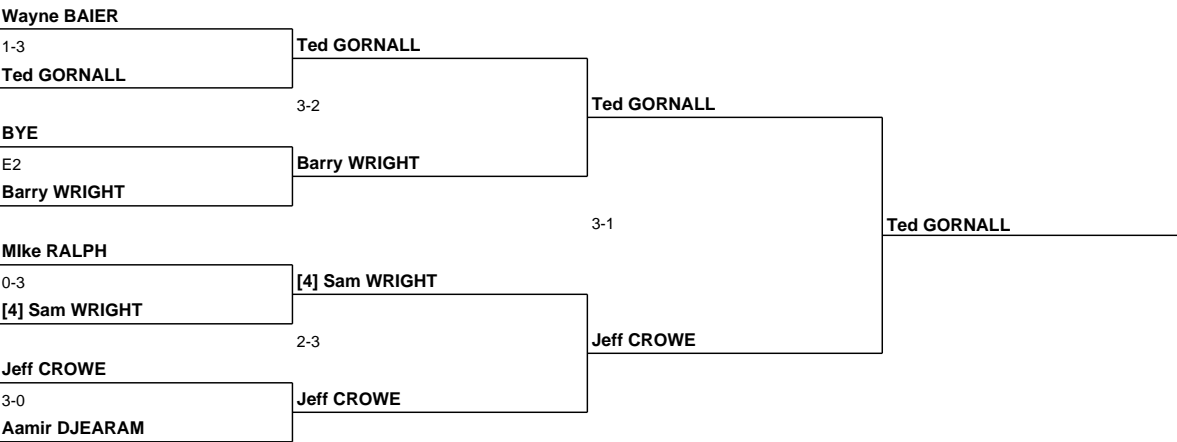 Wayne BAIER
1-3
Ted GORNALL
Ted GORNALL
3-2
Ted GORNALL
BYE
E2
Barry WRIGHT
Barry WRIGHT
3-1
Ted GORNALL
MIke RALPH
0-3
[4] Sam WRIGHT
[4] Sam WRIGHT
2-3
Jeff CROWE
Jeff CROWE
3-0
Jeff CROWE
Aamir DJEARAM